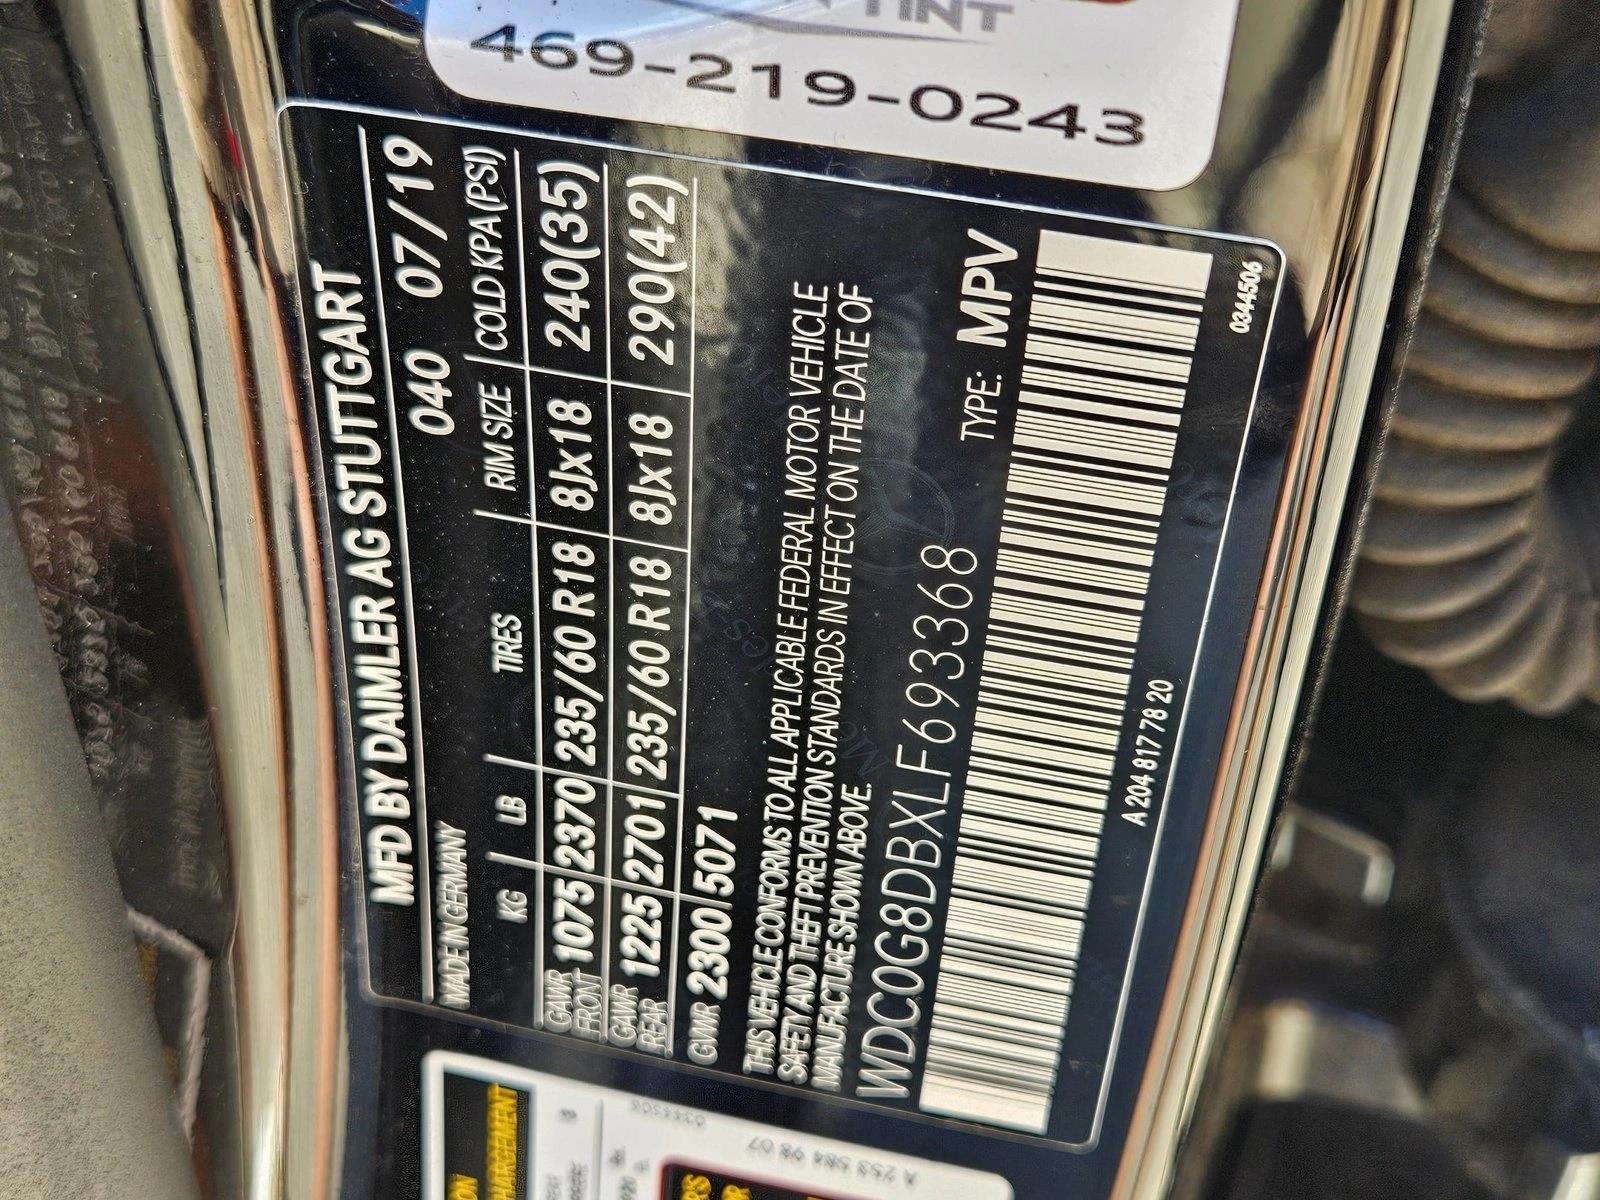 TINT
469-219-0243
MFD BY DAIMLER AG STUTTGART
MADE IN GERMANY 040 07/19
KG LB TIRES RIM SIZE COLD KPA (PSI)
GAWR FRONT 1075 2370 235/60 R18 8Jx18 240(35)
GAWR REAR 1225 2701 235/60 R18 8Jx18 290(42)
GVWR 2300 5071
THIS VEHICLE CONFORMS TO ALL APPLICABLE FEDERAL MOTOR VEHICLE
SAFETY AND THEFT PREVENTION STANDARDS IN EFFECT ON THE DATE OF
MANUFACTURE SHOWN ABOVE.
WDC0G8DBXLF693368 TYPE: MPV
A 204 817 78 20
0344506
A 253 584 98 07